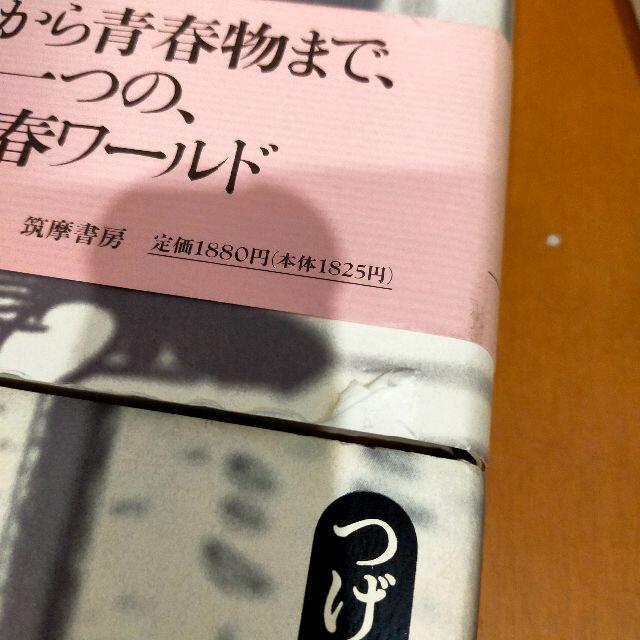 から青春物まで、
一つの、
春ワールド
筑摩書房 定価1880円(本体1825円)
つげ